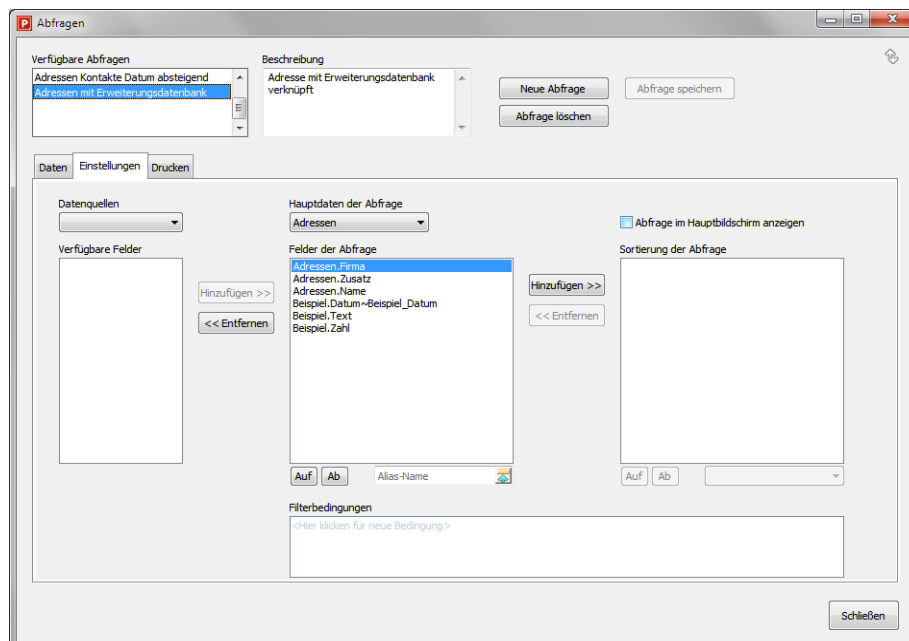 Abfragen
Verfügbare Abfragen
Beschreibung
Adressen Kontakte Datum absteigend
Adressen mit Erweiterungsdatenbank
Adresse mit Erweiterungsdatenbank
verknüpft
Neue Abfrage
Abfrage speichern
Abfrage löschen
Daten
Einstellungen
Drucken
Datenquellen
Hauptdaten der Abfrage
Adressen
Abfrage im Hauptbildschirm anzeigen
Verfügbare Felder
Felder der Abfrage
Sortierung der Abfrage
Adressen.Firma
Adressen.Zusatz
Adressen.Name
Beispiel.Datum~Beispiel_Datum
Beispiel.Text
Beispiel.Zahl
Hinzufügen >>
<< Entfernen
Hinzufügen >>
<< Entfernen
Auf
Ab
Alias-Name
Auf
Ab
Filterbedingungen
<Hier klicken für neue Bedingung>
Schließen